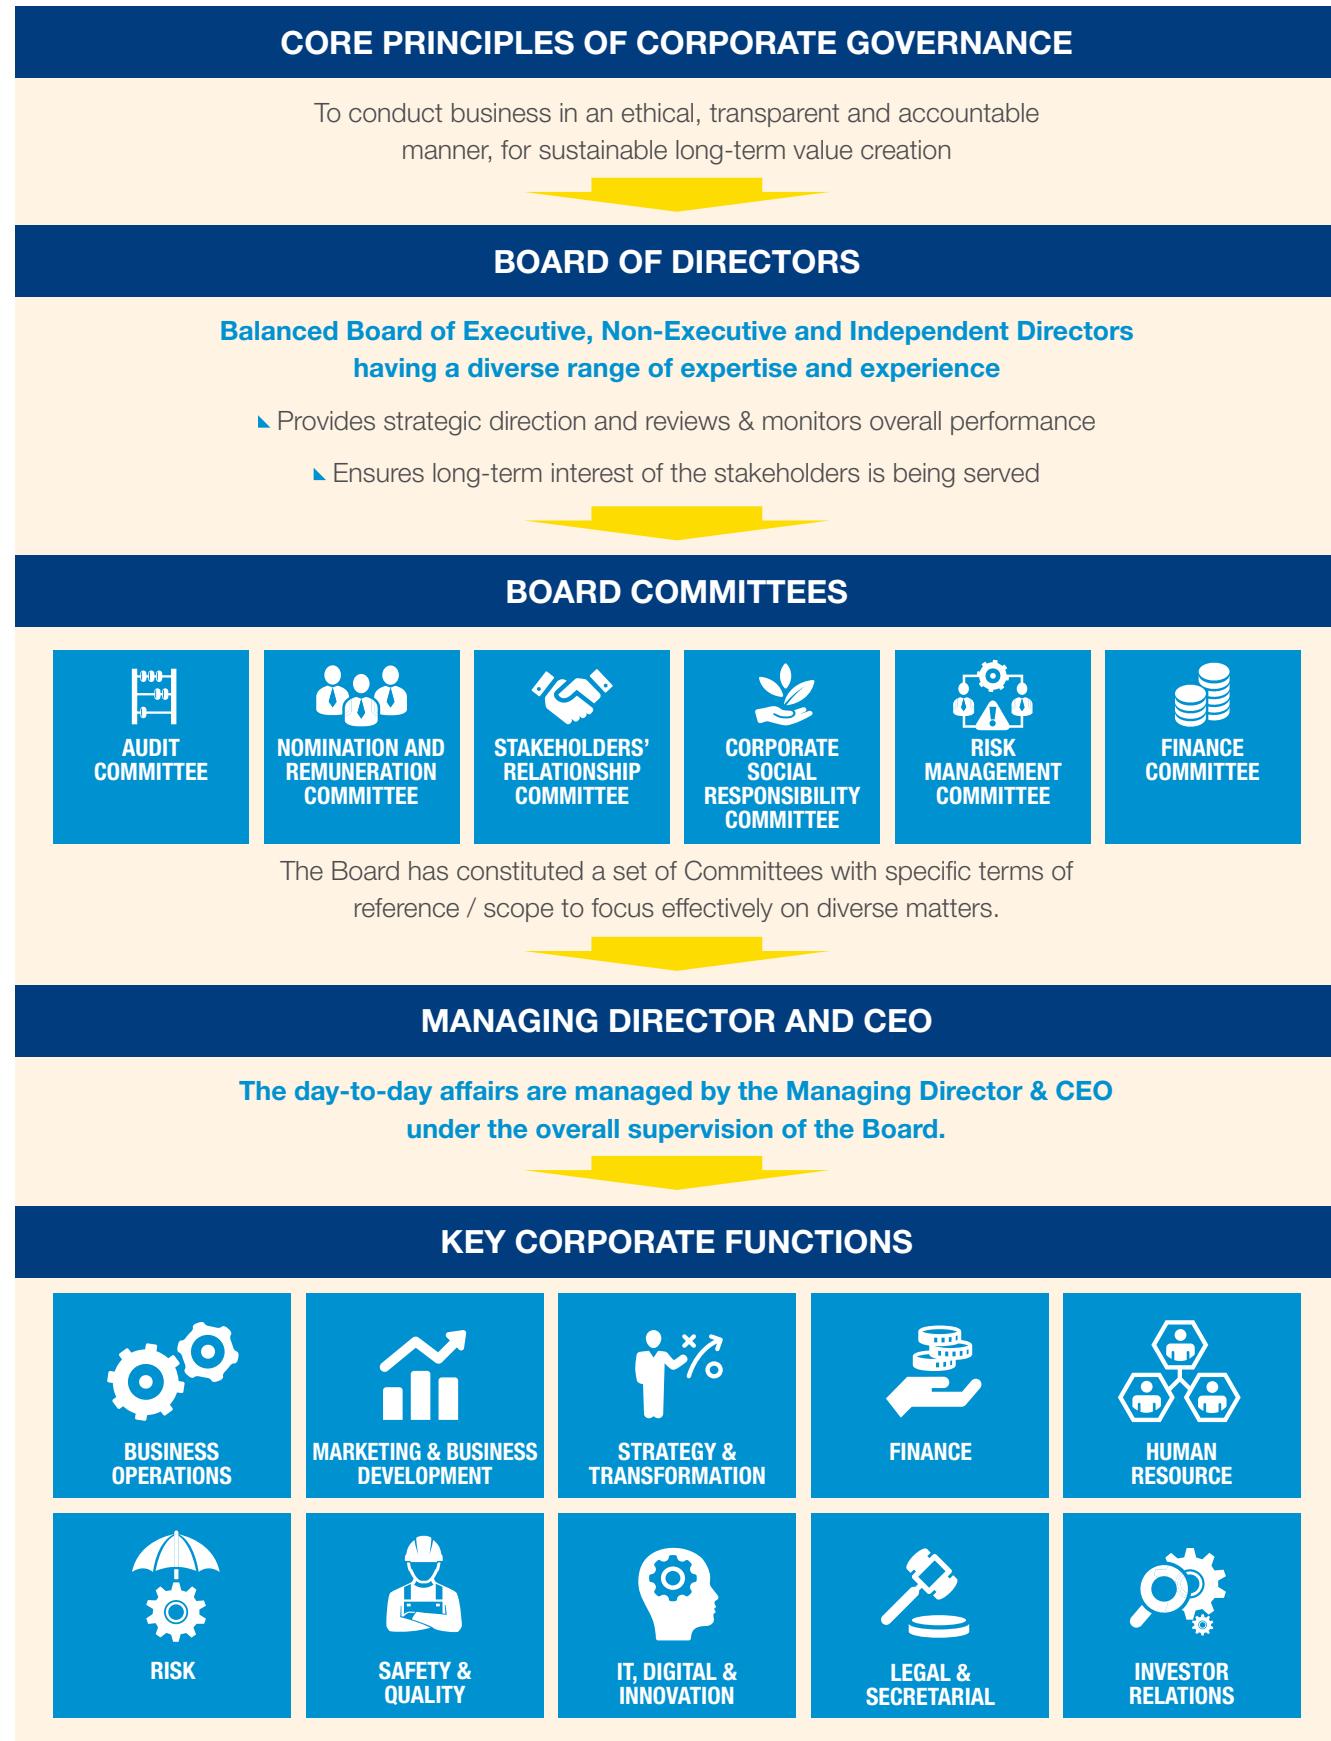 CORE PRINCIPLES OF CORPORATE GOVERNANCE
To conduct business in an ethical, transparent and accountable
manner, for sustainable long-term value creation
BOARD OF DIRECTORS
Balanced Board of Executive, Non-Executive and Independent Directors
having a diverse range of expertise and experience
Provides strategic direction and reviews & monitors overall performance
Ensures long-term interest of the stakeholders is being served
BOARD COMMITTEES
AUDIT
COMMITTEE
NOMINATION AND
REMUNERATION
COMMITTEE
STAKEHOLDERS’
RELATIONSHIP
COMMITTEE
CORPORATE
SOCIAL
RESPONSIBILITY
COMMITTEE
RISK
MANAGEMENT
COMMITTEE
FINANCE
COMMITTEE
The Board has constituted a set of Committees with specific terms of
reference / scope to focus effectively on diverse matters.
MANAGING DIRECTOR AND CEO
The day-to-day affairs are managed by the Managing Director & CEO
under the overall supervision of the Board.
KEY CORPORATE FUNCTIONS
BUSINESS
OPERATIONS
MARKETING & BUSINESS
DEVELOPMENT
STRATEGY &
TRANSFORMATION
FINANCE
HUMAN
RESOURCE
RISK
SAFETY &
QUALITY
IT, DIGITAL &
INNOVATION
LEGAL &
SECRETARIAL
INVESTOR
RELATIONS